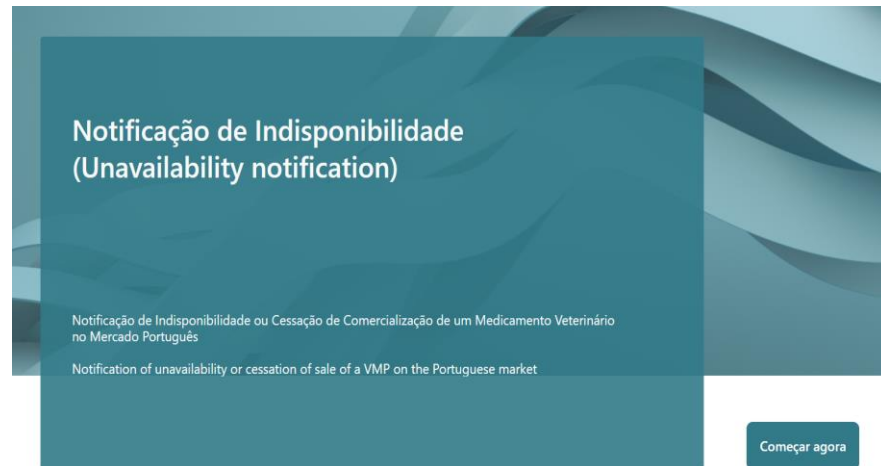 Notificação de Indisponibilidade
(Unavailability notification)
Notificação de Indisponibilidade ou Cessação de Comercialização de um Medicamento Veterinário
no Mercado Português
Notification of unavailability or cessation of sale of a VMP on the Portuguese market
Começar agora